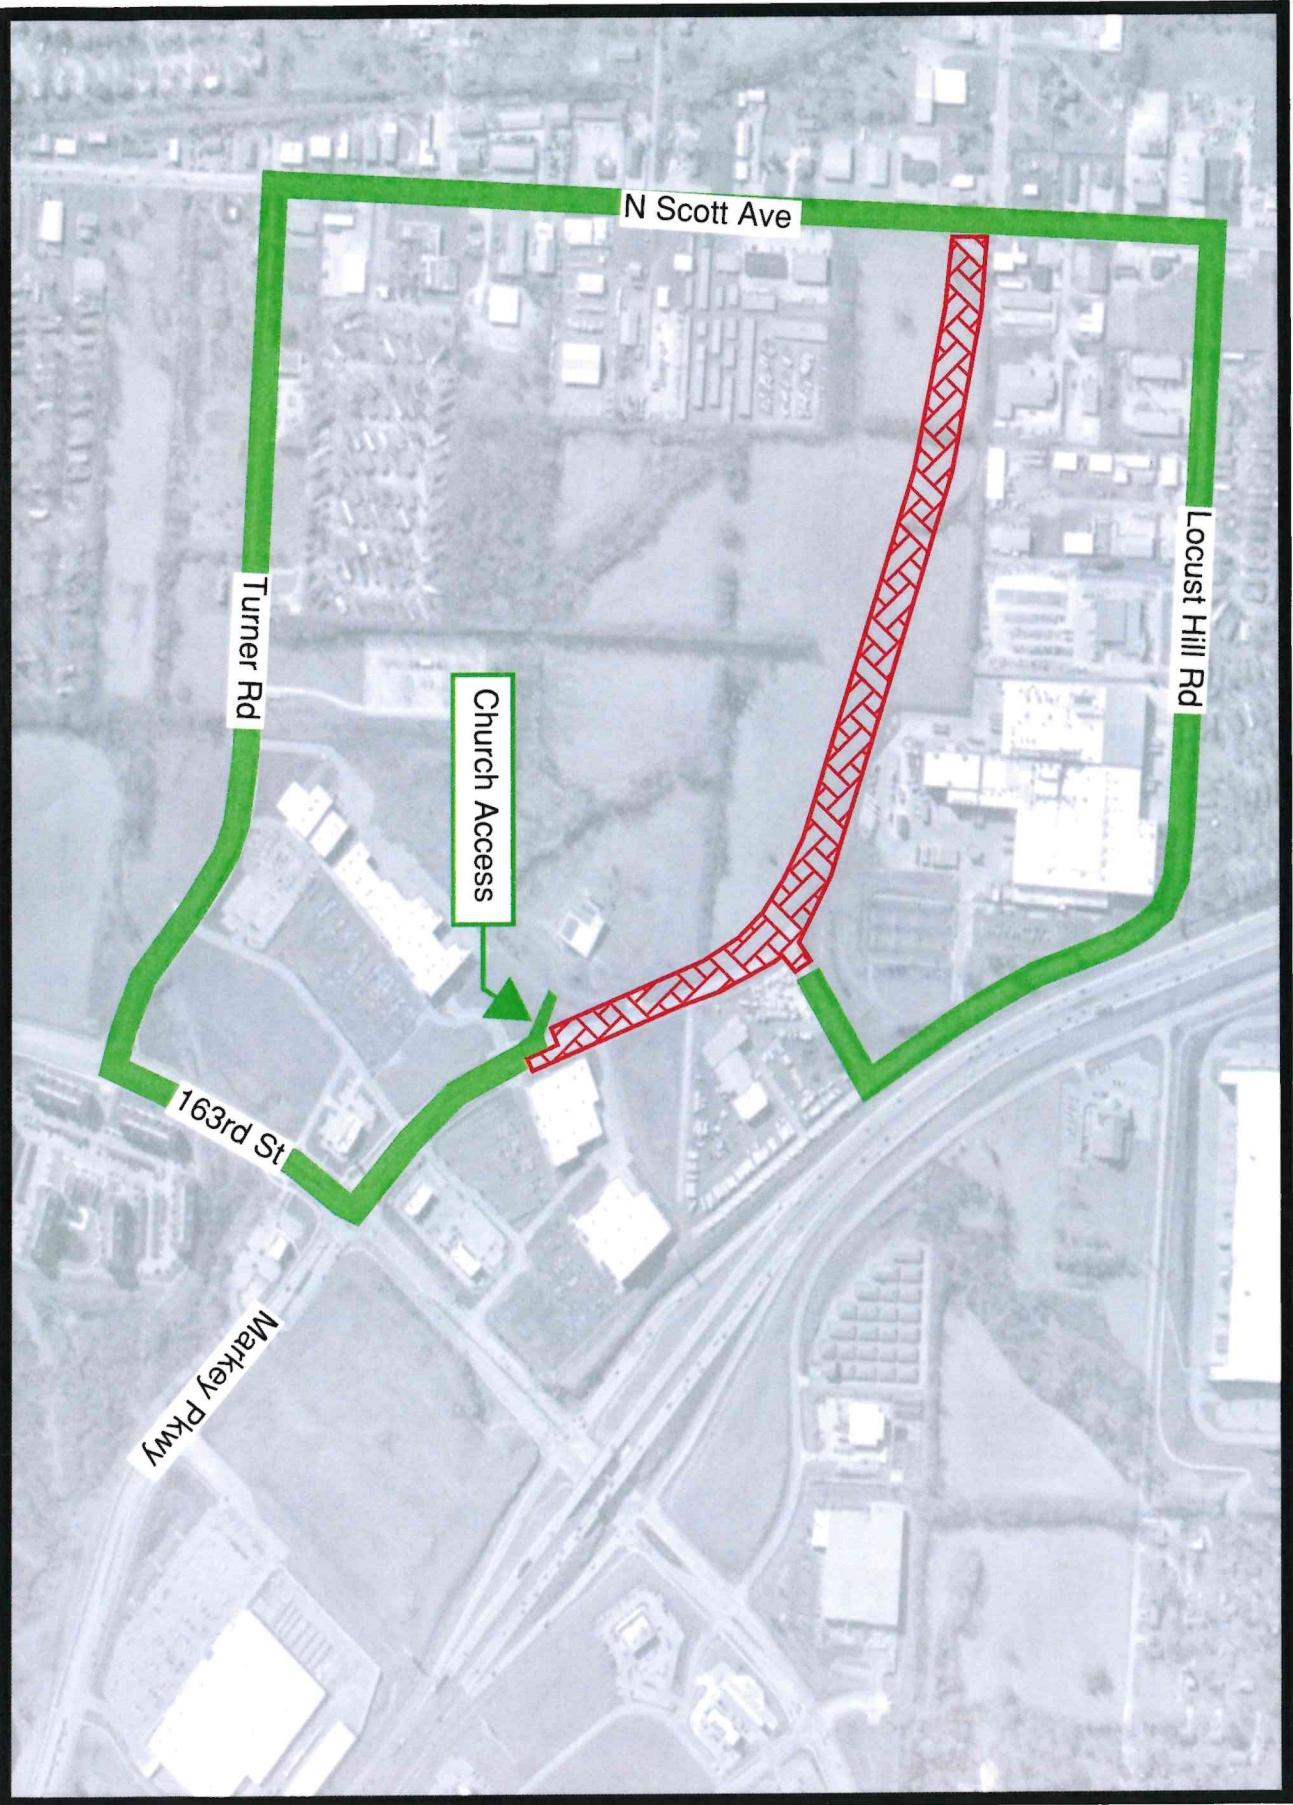 N Scott Ave
Locust Hill Rd
Turner Rd
Church Access
163rd St
Markey Pkwy